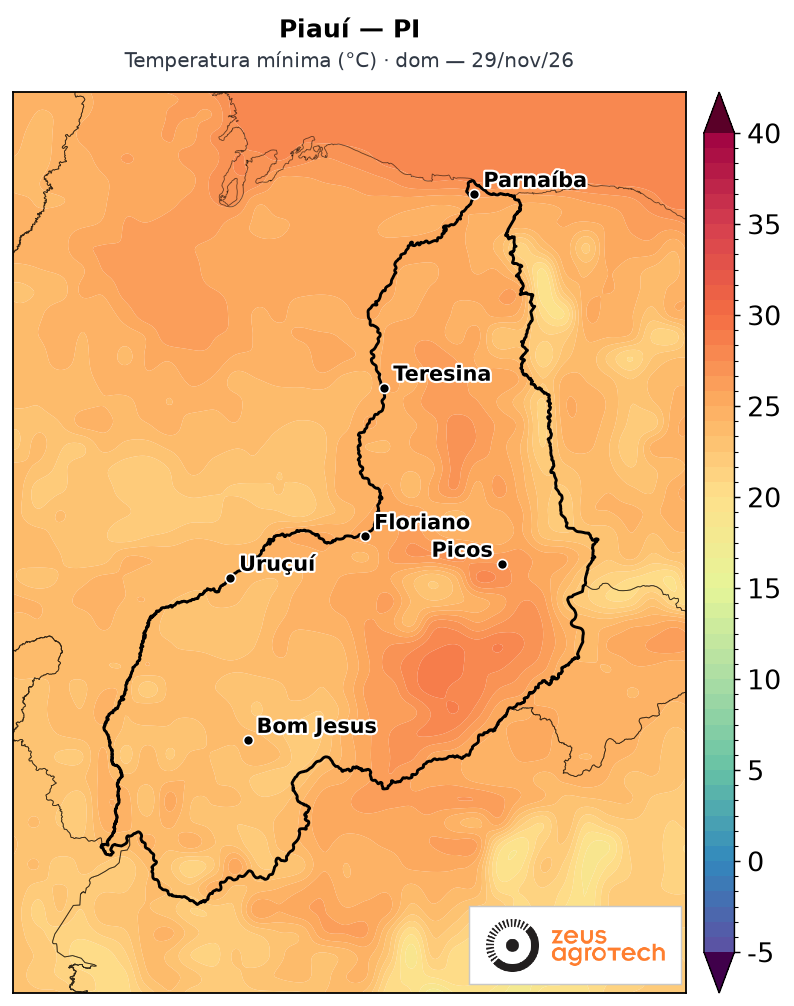 Piauí — PI
Temperatura mínima (°C) · dom — 29/nov/26
Parnaíba
Teresina
Floriano
Picos
Uruçuí
Bom Jesus
40
35
30
25
20
15
10
5
0
-5
zeus
agrotech